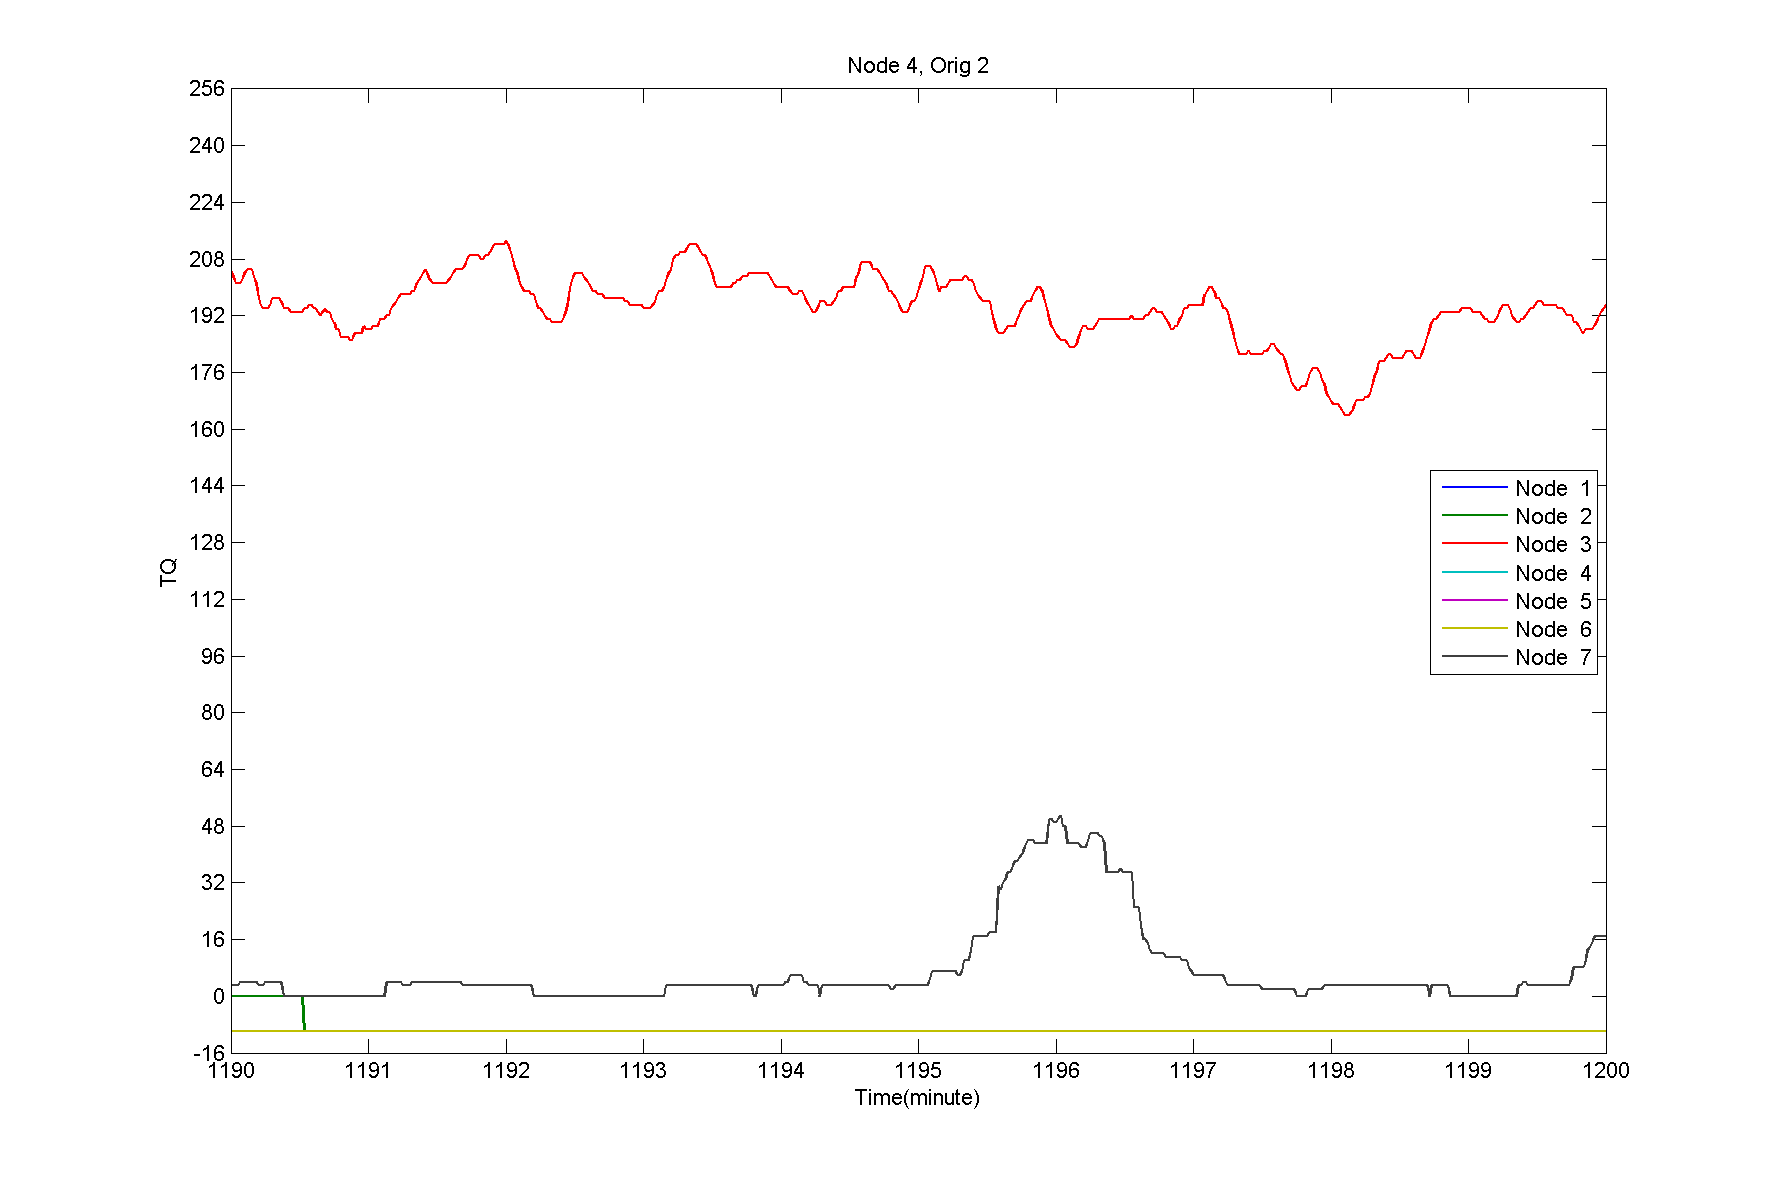 Node 4, Orig 2
256
240
224
208
192
176
160
144
128
112
96
80
64
48
32
16
0
-16
TQ
Node 1
Node 2
Node 3
Node 4
Node 5
Node 6
Node 7
1190 1191 1192 1193 1194 1195 1196 1197 1198 1199 1200
Time(minute)